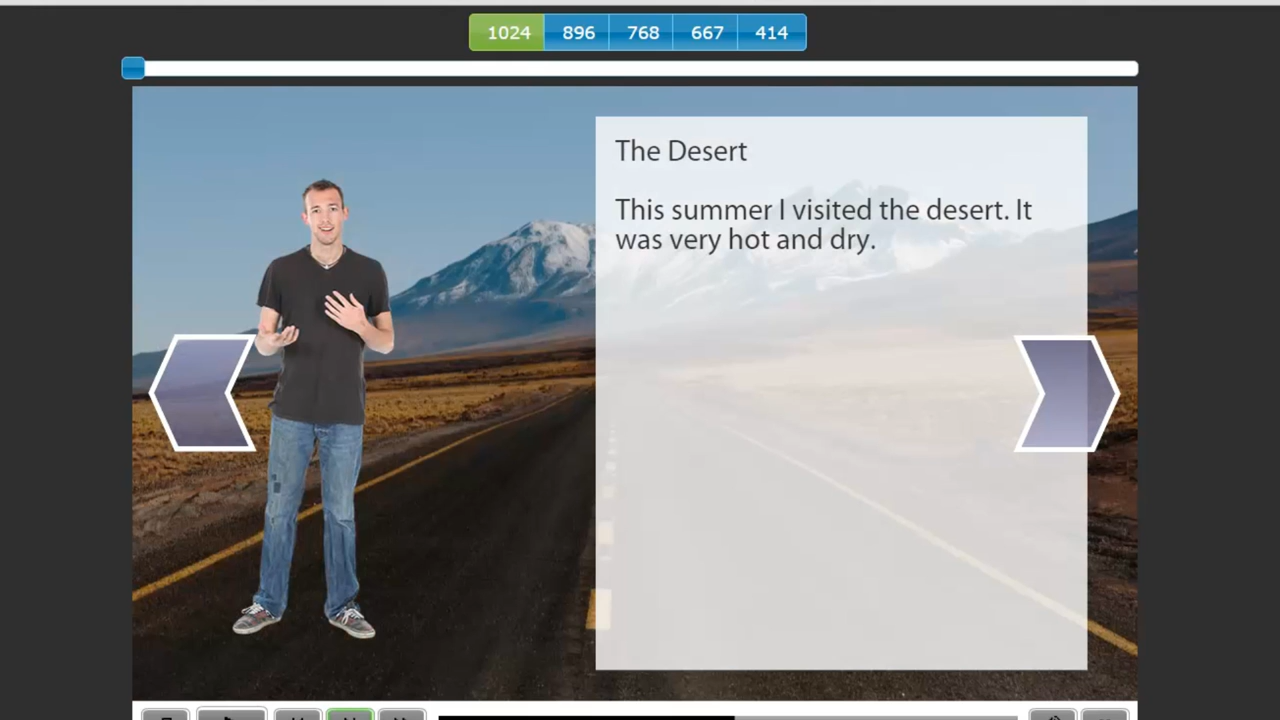 1024 896 768 667 414
The Desert
This summer I visited the desert. It
was very hot and dry.